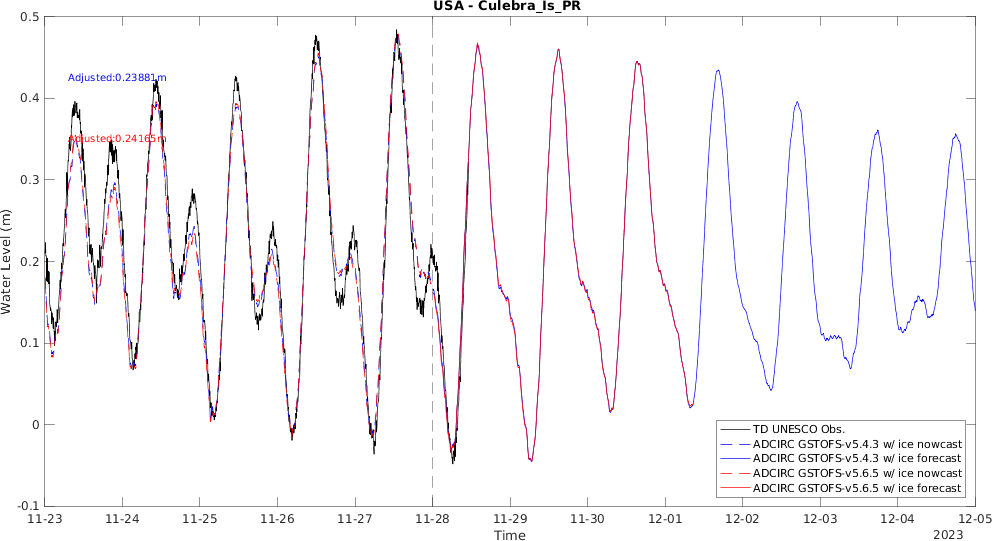 USA - Culebra_Is_PR
0.5
0.4
0.3
0.2
0.1
0
-0.1
Water Level (m)
Adjusted:0.23881m
Adjusted:0.24165m
TD UNESCO Obs.
ADCIRC GSTOFS-v5.4.3 w/ ice nowcast
ADCIRC GSTOFS-v5.4.3 w/ ice forecast
ADCIRC GSTOFS-v5.6.5 w/ ice nowcast
ADCIRC GSTOFS-v5.6.5 w/ ice forecast
11-23 11-24 11-25 11-26 11-27 11-28 11-29 11-30 12-01 12-02 12-03 12-04 12-05
Time
2023